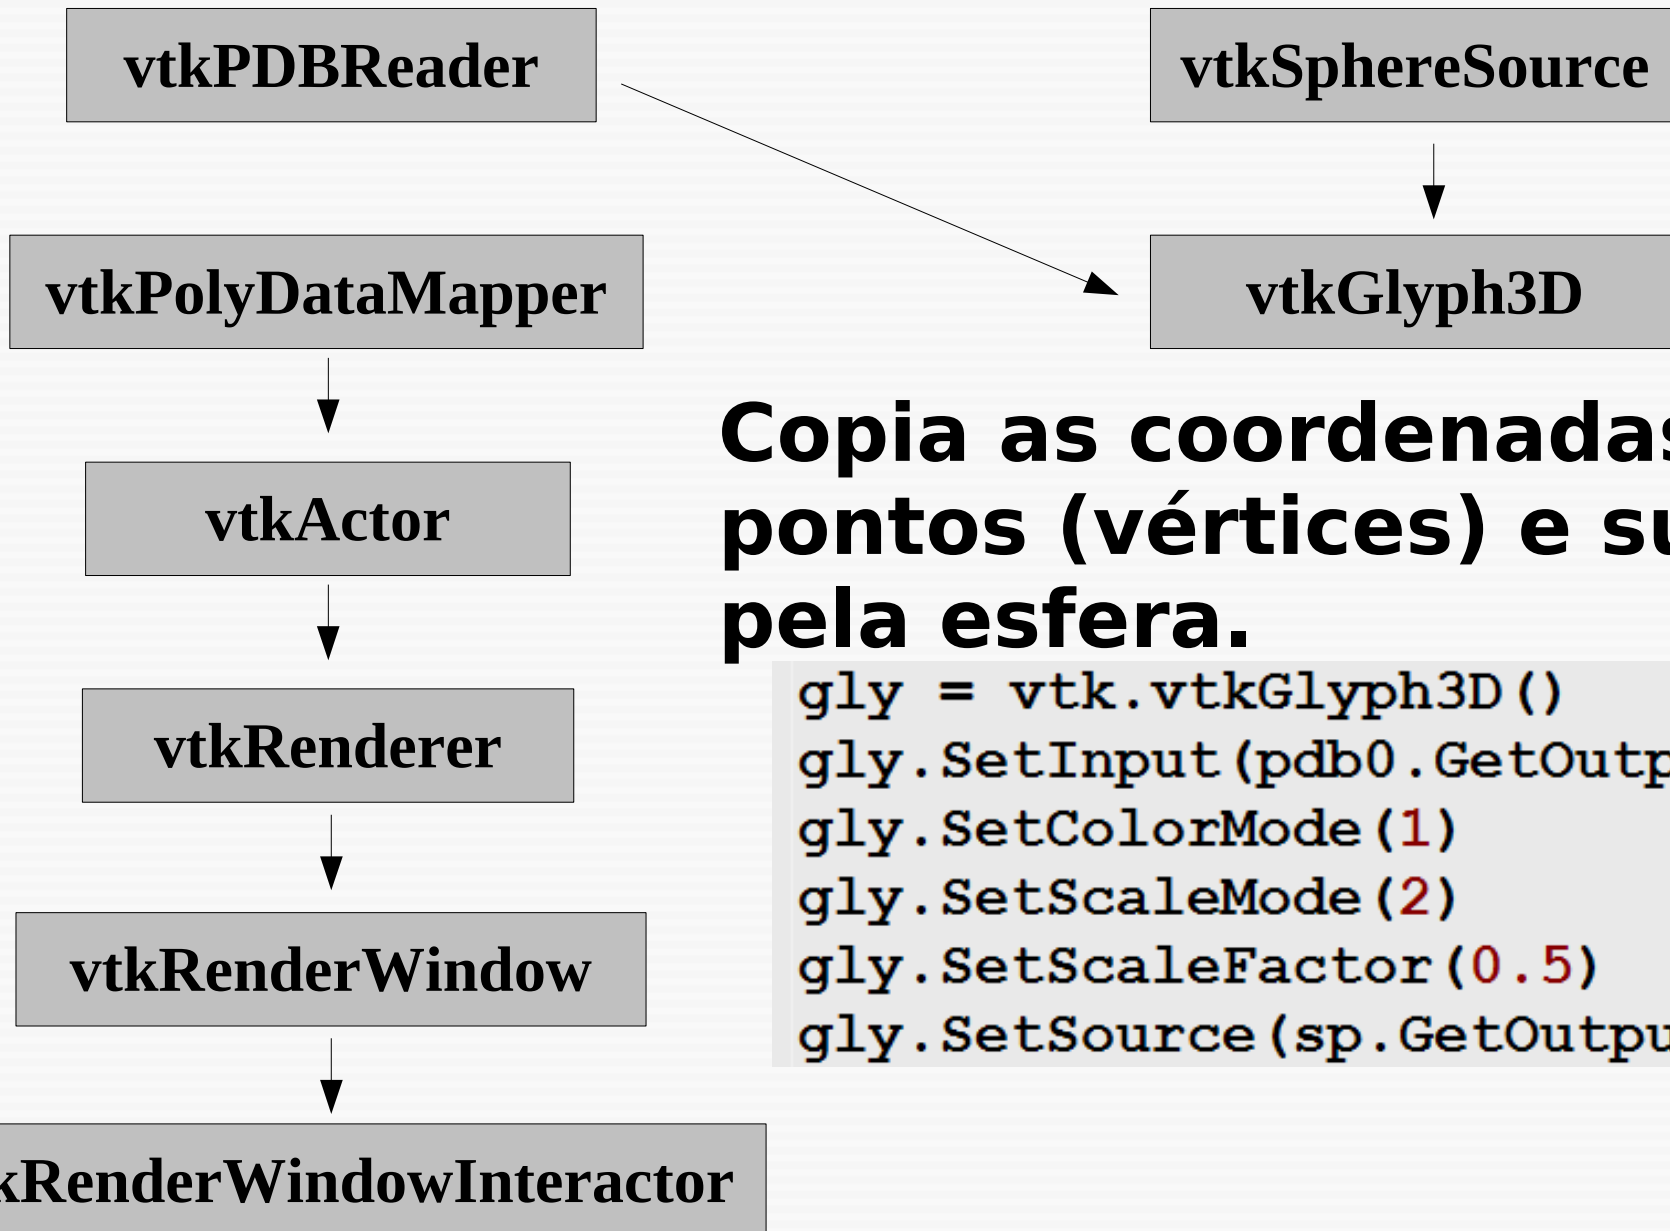 vtkPDBReader
vtkSphereSource
vtkPolyDataMapper
vtkGlyph3D
vtkActor
Copia as coordenadas
pontos (vértices) e
pela esfera.
vtkRenderer
vtkRenderWindow
kRenderWindowInteractor
gly = vtk.vtkGlyph3D()
gly.SetInput(pdb0.GetOutp
gly.SetColorMode(1)
gly.SetScaleMode(2)
gly.SetScaleFactor(0.5)
gly.SetSource(sp.GetOutpu